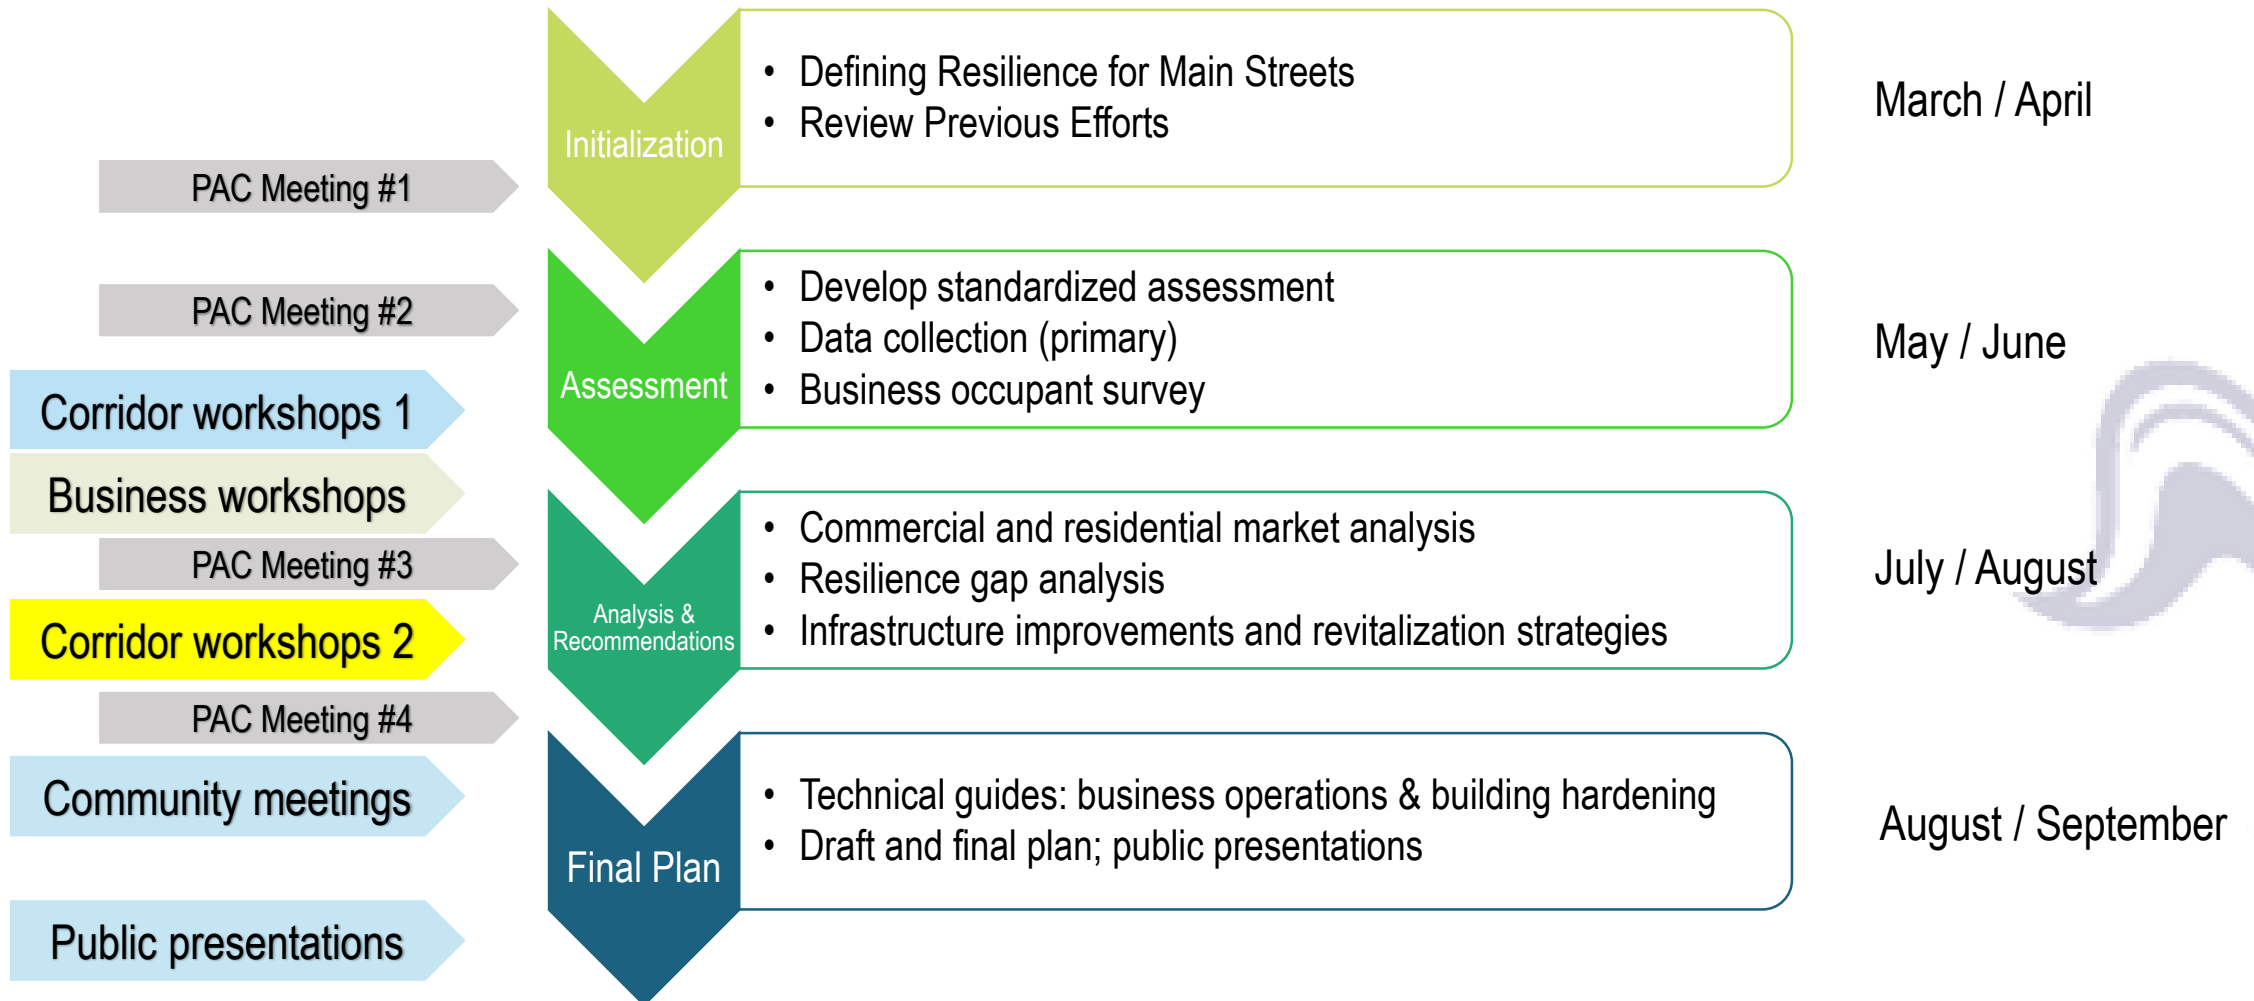 • Defining Resilience for Main Streets
• Review Previous Efforts
Initialization
March / April
PAC Meeting #1
PAC Meeting #2
• Develop standardized assessment
• Data collection (primary)
• Business occupant survey
Assessment
May / June
Corridor workshops 1
Business workshops
PAC Meeting #3
• Commercial and residential market analysis
• Resilience gap analysis
• Infrastructure improvements and revitalization strategies
Analysis &
Recommendations
July / August
Corridor workshops 2
PAC Meeting #4
Community meetings
• Technical guides: business operations & building hardening
• Draft and final plan; public presentations
Final Plan
August / September
Public presentations